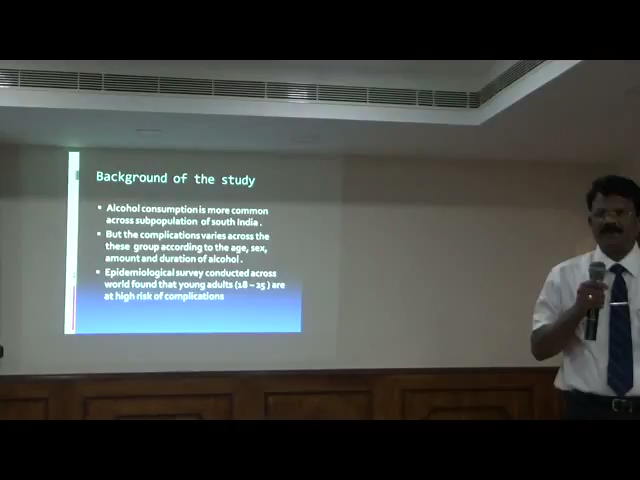 Background of the study
Alcohol consumption is more common
across subpopulation of south India .
But the complications varies across the
these group according to the age, sex,
amount and duration of alcohol .
Epidemiological survey conducted across
world found that young adults (18 – 25 ) are
at high risk of complications